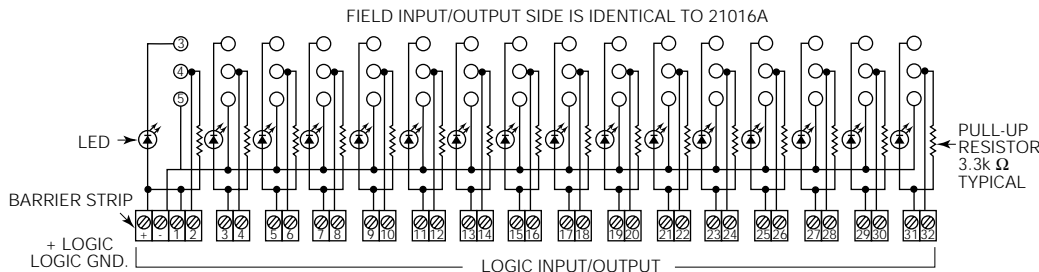 FIELD INPUT/OUTPUT SIDE IS IDENTICAL TO 21016A
3
4
5
LED
PULL-UP
RESISTOR
3.3k Ω
TYPICAL
BARRIER STRIP
+ - 1 2 3 4 5 6 7 8 9 10 11 12 13 14 15 16 17 18 19 20 21 22 23 24 25 26 27 28 29 30 31 32
+ LOGIC
LOGIC GND.
LOGIC INPUT/OUTPUT